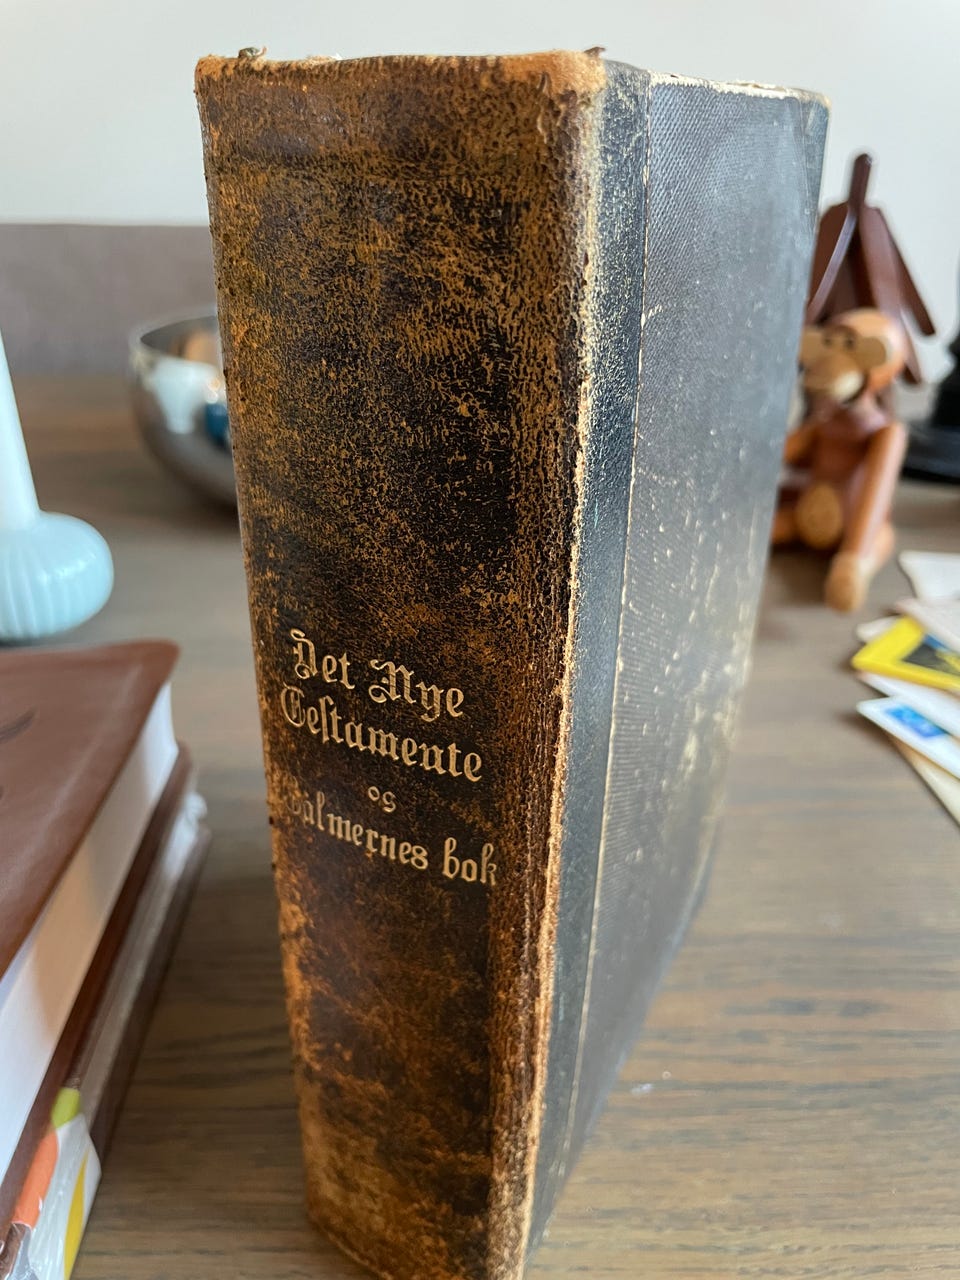 Det Nye
Testamente
og
Salmernes bok